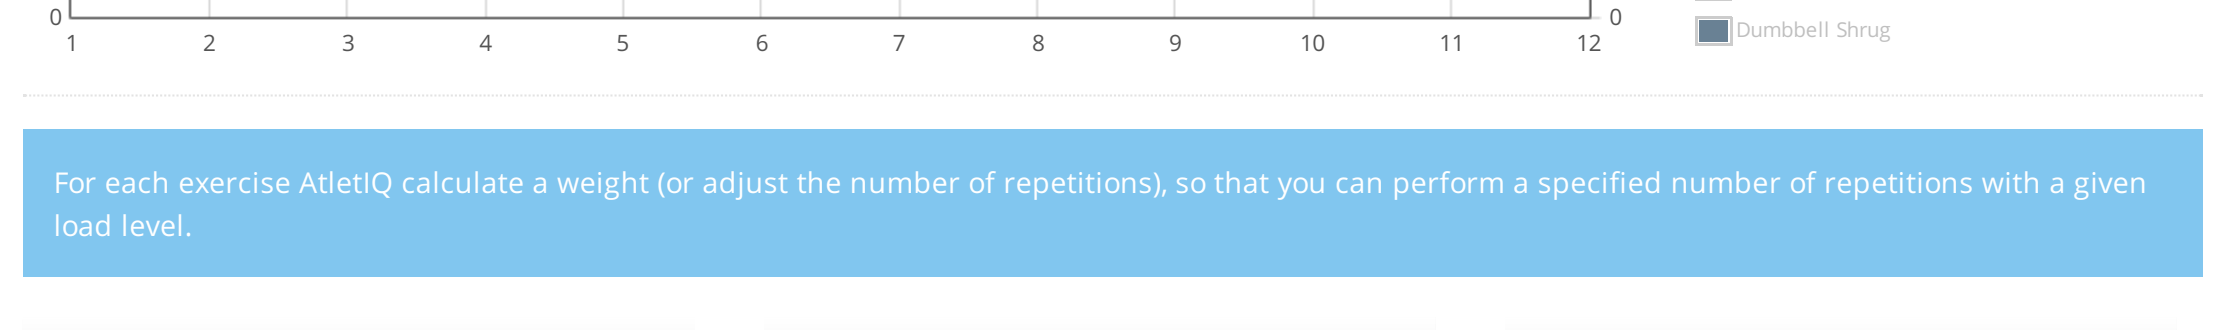 0 0
1 2 3 4 5 6 7 8 9 10 11 12
Dumbbell Shrug
For each exercise AtletIQ calculate a weight (or adjust the number of repetitions), so that you can perform a specified number of repetitions with a given
load level.